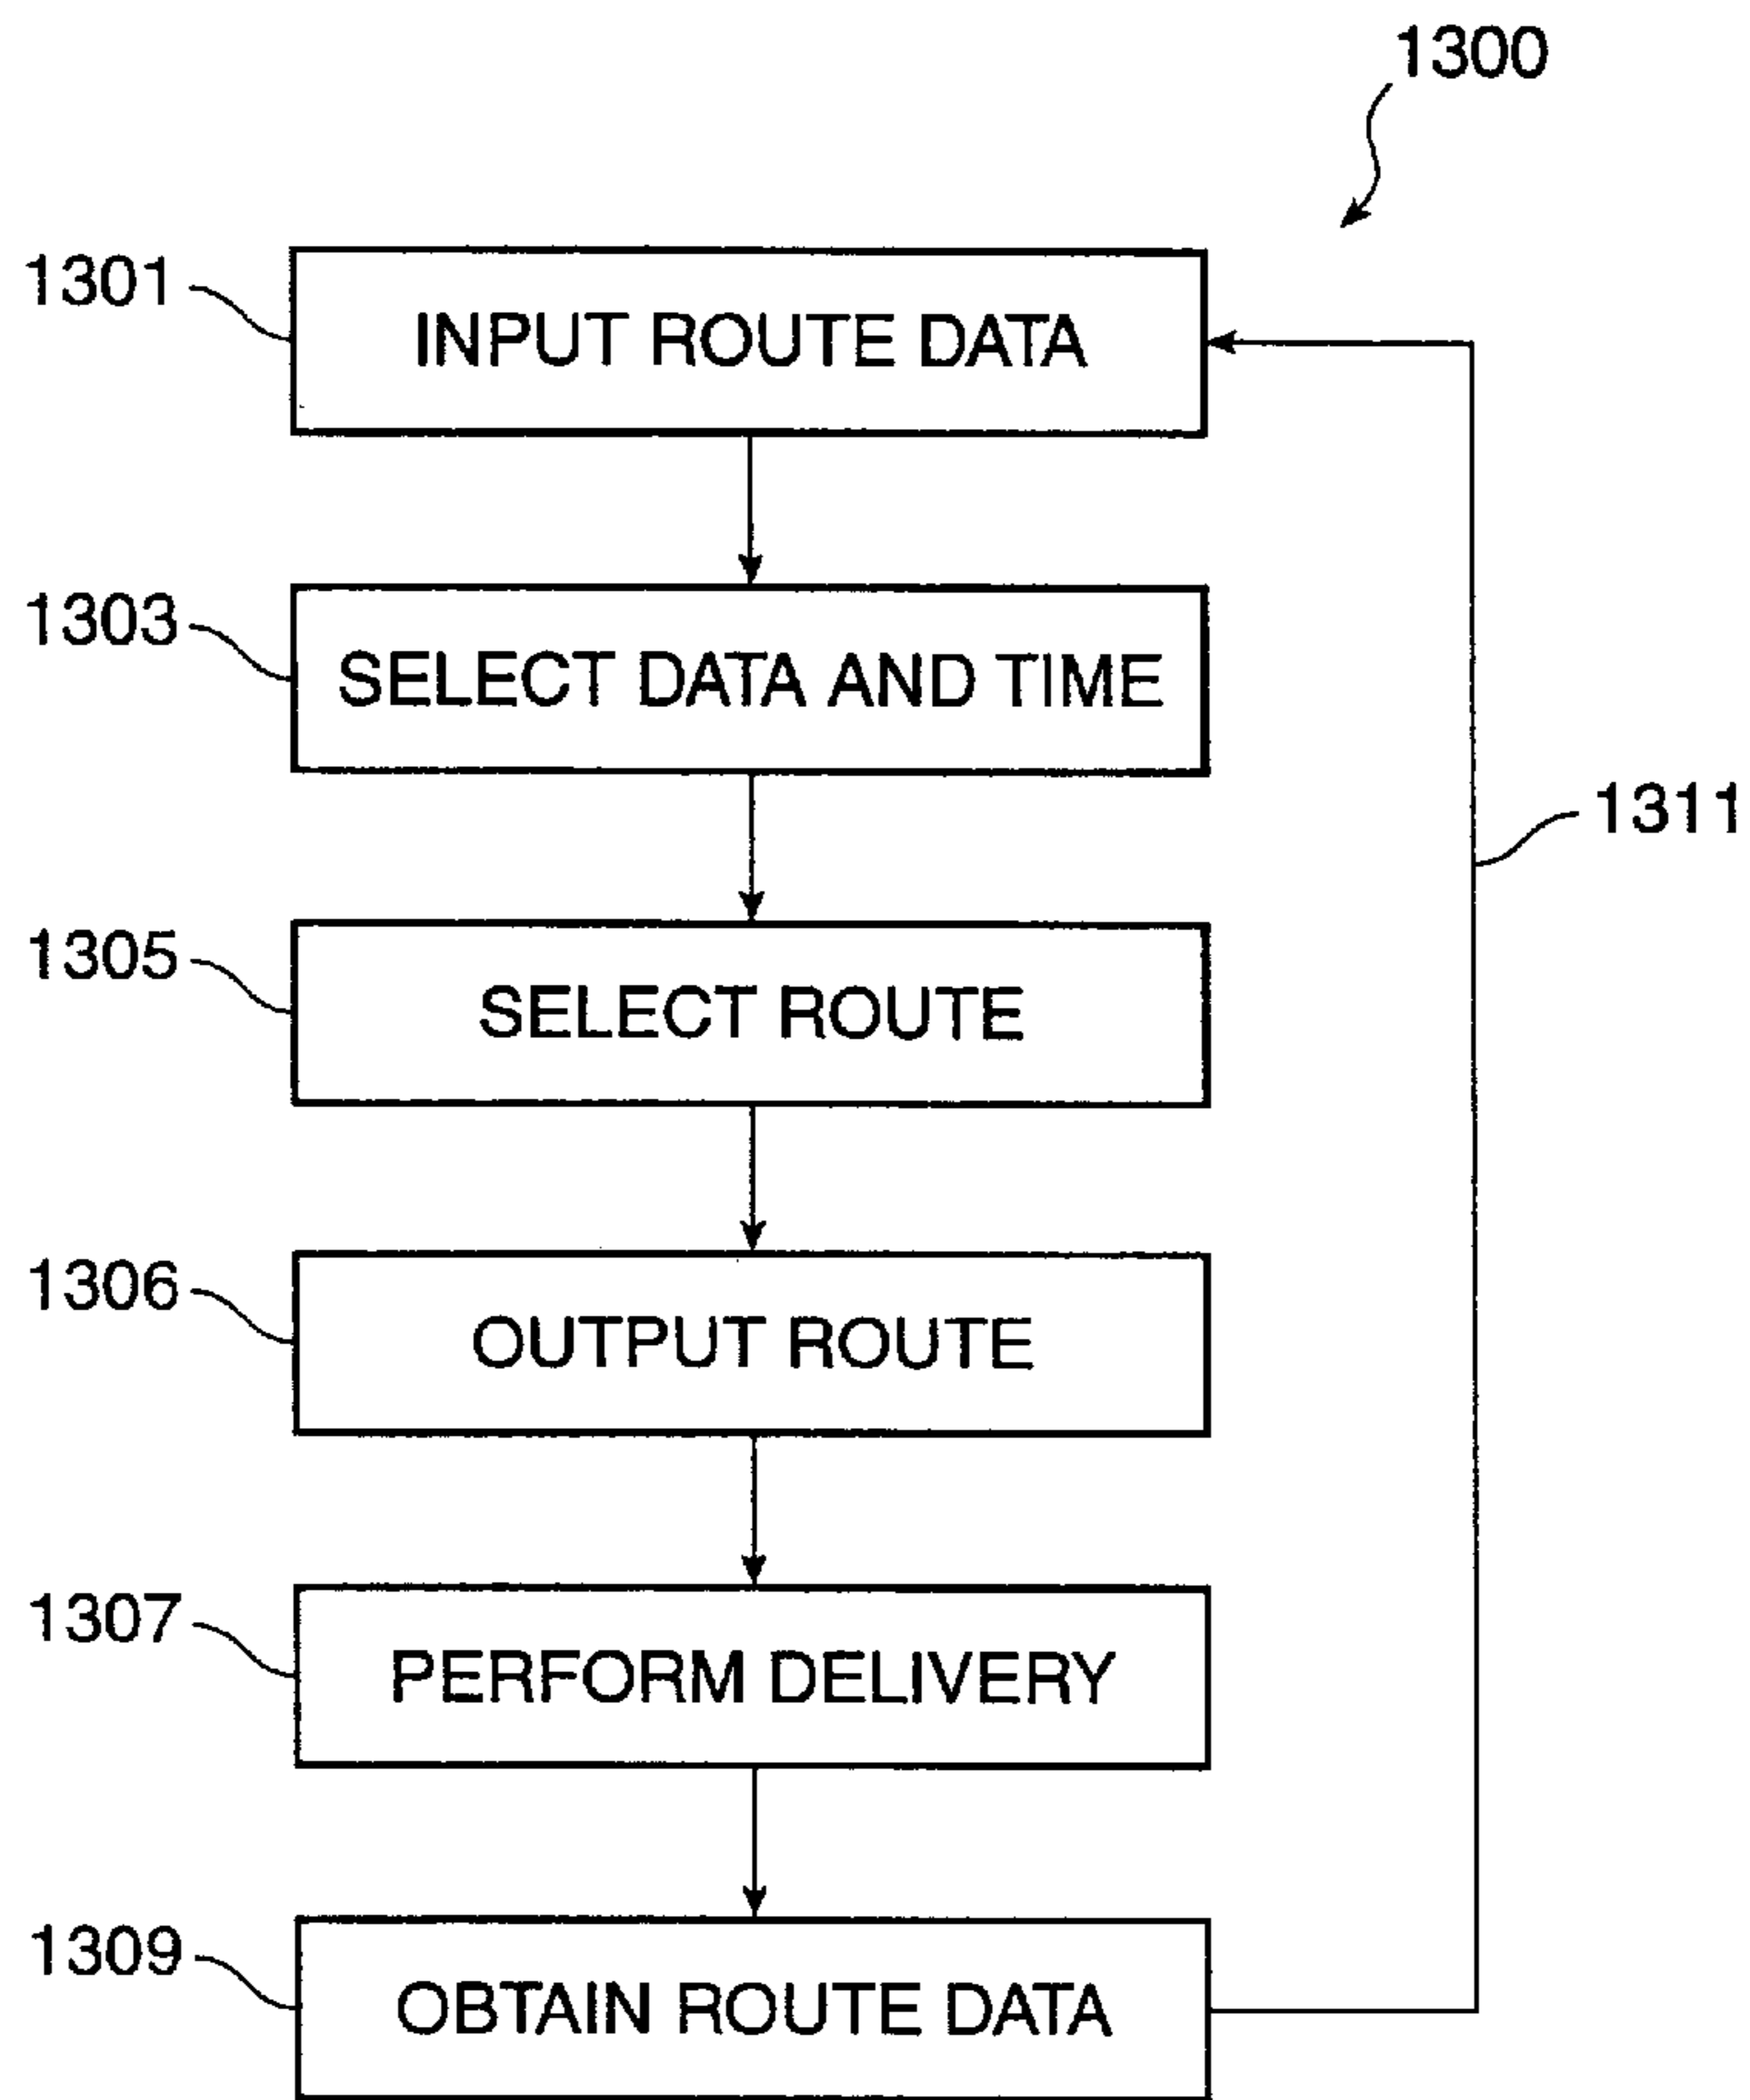 1300
1301
INPUT ROUTE DATA
1303
SELECT DATA AND TIME
1311
1305
SELECT ROUTE
1306
OUTPUT ROUTE
1307
PERFORM DELIVERY
1309
OBTAIN ROUTE DATA